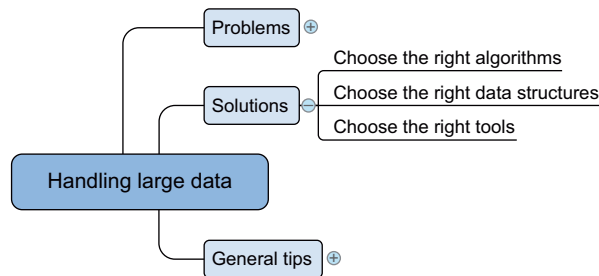 Problems
Choose the right algorithms
Solutions
Choose the right data structures
Choose the right tools
Handling large data
General tips